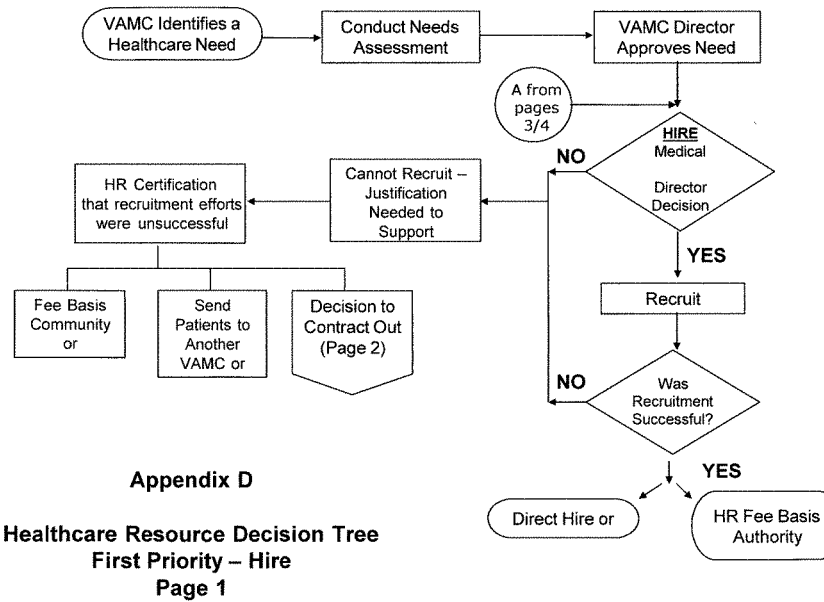 VAMC Identifies a
Healthcare Need
Conduct Needs
Assessment
VAMC Director
Approves Need
A from
pages
3/4
HIRE
Medical
Director
Decision
NO
Cannot Recruit –
Justification
Needed to
Support
HR Certification
that recruitment efforts
were unsuccessful
YES
Fee Basis
Community
or
Send
Patients to
Another
VAMC or
Decision to
Contract Out
(Page 2)
Recruit
NO
Was
Recruitment
Successful?
YES
Direct Hire or
HR Fee Basis
Authority
Appendix D
Healthcare Resource Decision Tree
First Priority – Hire
Page 1